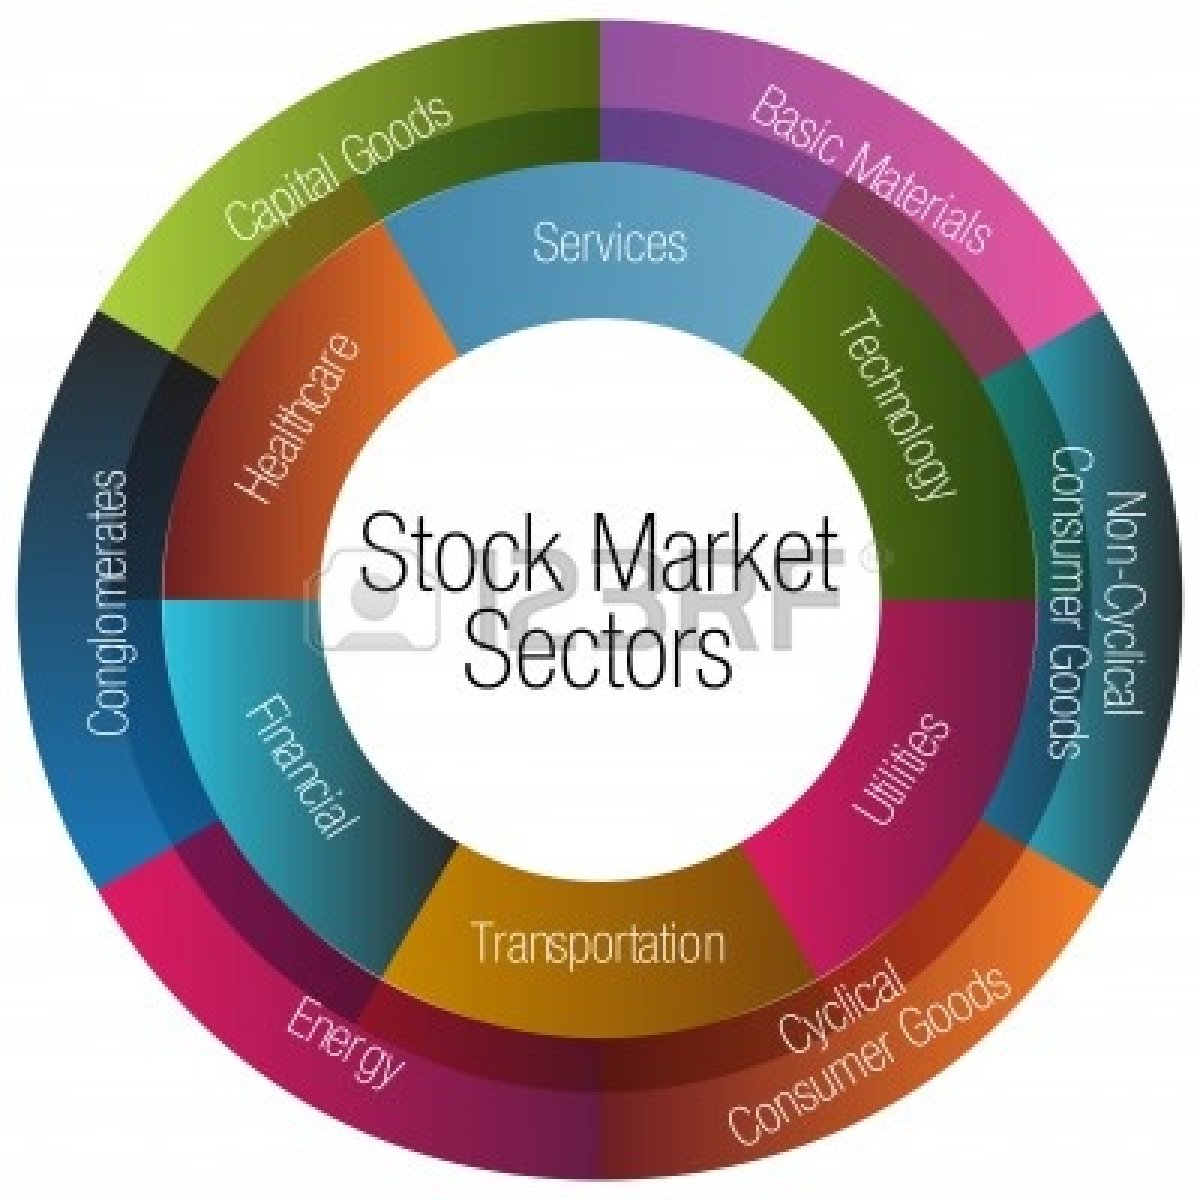 Stock Market
Sectors
Services
Technology
Utilities
Transportation
Financial
Healthcare
Basic Materials
Non-Cyclical
Consumer Goods
Cyclical
Consumer Goods
Energy
Conglomerates
Capital Goods
123RF